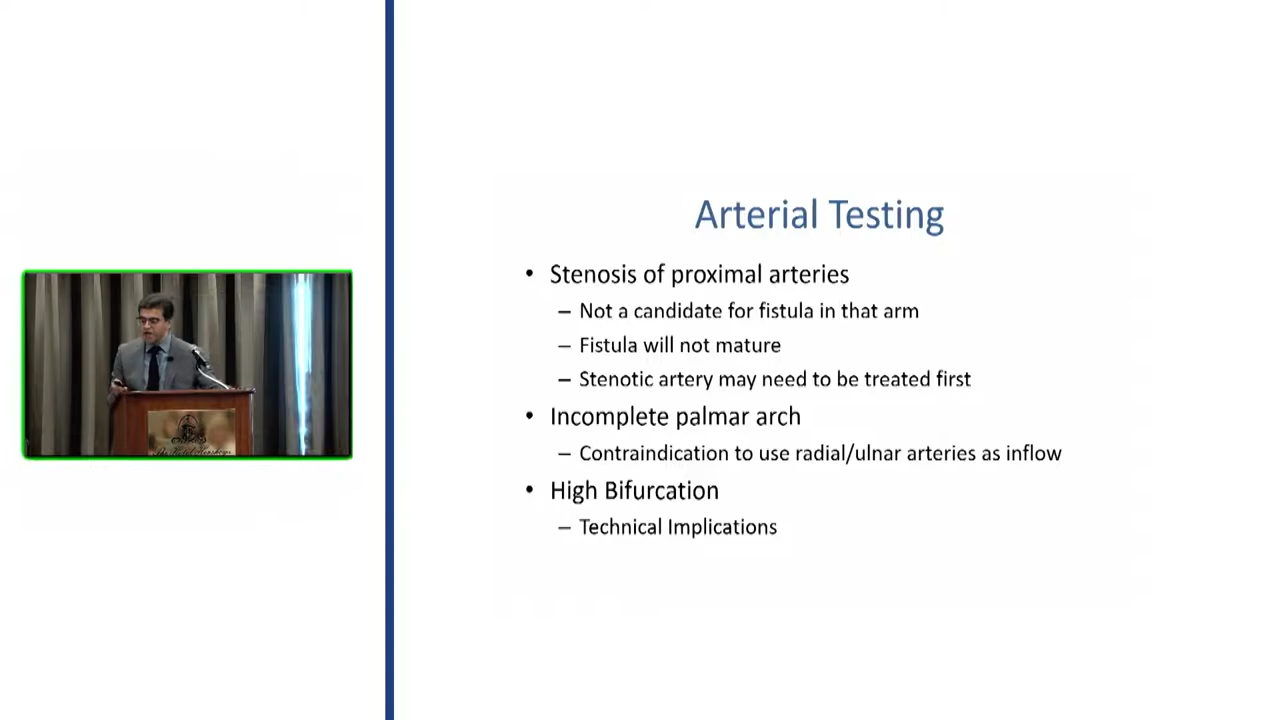 Arterial Testing
• Stenosis of proximal arteries
– Not a candidate for fistula in that arm
– Fistula will not mature
– Stenotic artery may need to be treated first
• Incomplete palmar arch
– Contraindication to use radial/ulnar arteries as inflow
• High Bifurcation
– Technical Implications